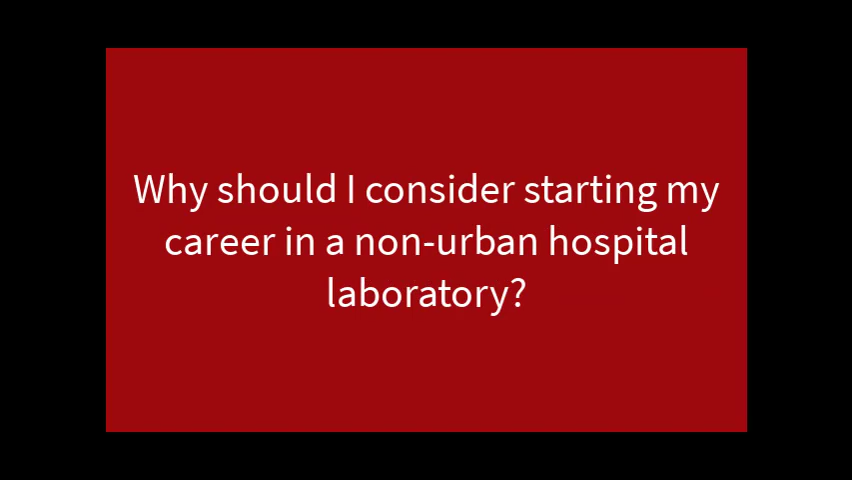 Why should I consider starting my
career in a non-urban hospital
laboratory?